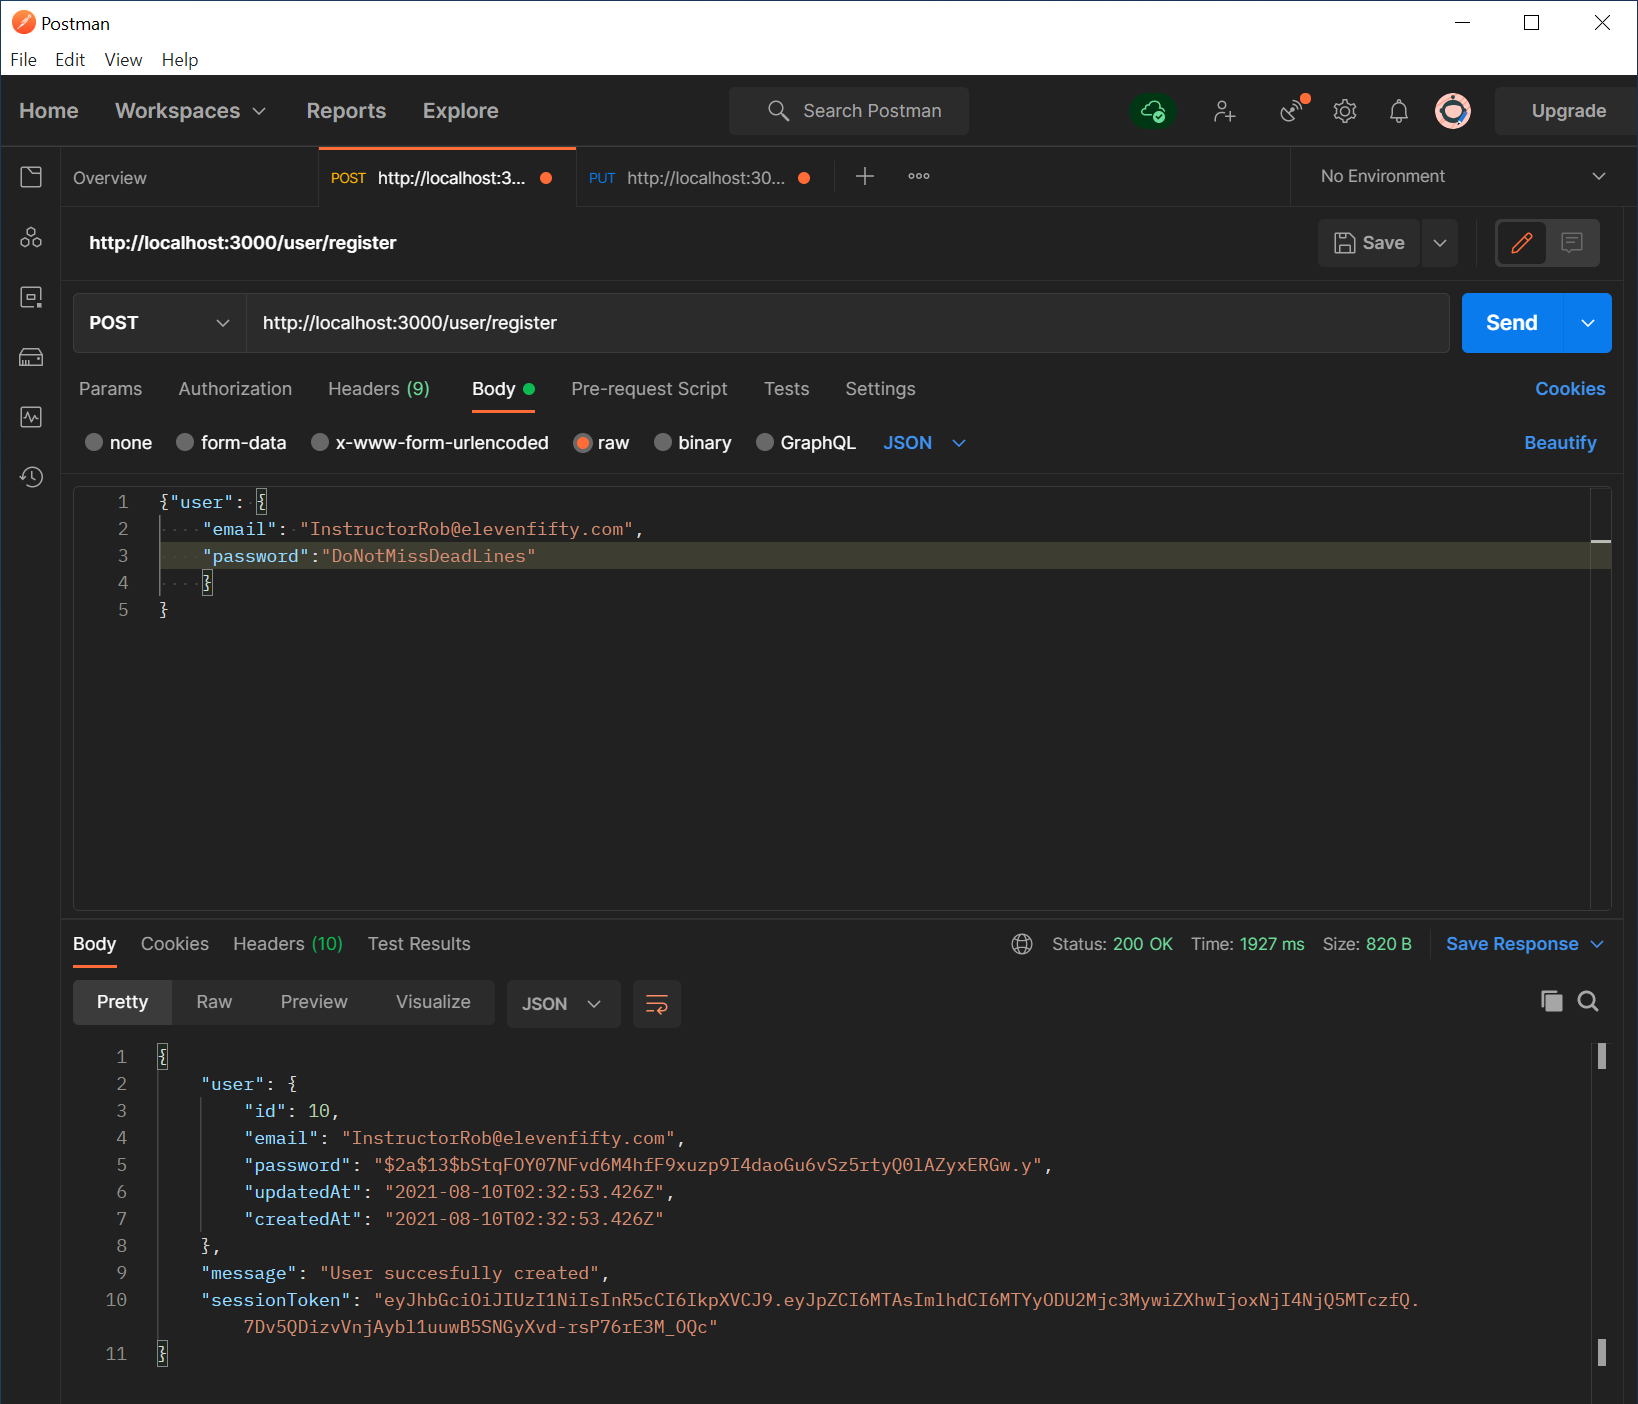 Postman
File Edit View Help
Home Workspaces Reports Explore Search Postman Upgrade
Overview POST http://localhost:3... PUT http://localhost:30... No Environment
http://localhost:3000/user/register Save
POST http://localhost:3000/user/register Send
Params Authorization Headers (9) Body Pre-request Script Tests Settings Cookies
none form-data x-www-form-urlencoded raw binary GraphQL JSON Beautify
1 {"user": {
2 "email": "InstructorRob@elevenfifty.com",
3 "password":"DoNotMissDeadLines"
4 }
5 }
Body Cookies Headers (10) Test Results Status: 200 OK Time: 1927 ms Size: 820 B Save Response
Pretty Raw Preview Visualize JSON
1 {
2 "user": {
3 "id": 10,
4 "email": "InstructorRob@elevenfifty.com",
5 "password": "$2a$13$bStqFOY07NFvd6M4hfF9xuzp9I4daoGu6vSz5rtyQ0lAZyxERGw.y",
6 "updatedAt": "2021-08-10T02:32:53.426Z",
7 "createdAt": "2021-08-10T02:32:53.426Z"
8 },
9 "message": "User succesfully created",
10 "sessionToken": "eyJhbGciOiJIUzI1NiIsInR5cCI6IkpXVCJ9.eyJpZCI6MTAsImlhdCI6MTYyODU2Mjc3MywiZXhwIjoxNjI4NjQ5MTczfQ.
7Dv5QDizvVnjAybl1uuwB5SNGyXvd-rsP76rE3M_OQc"
11 }